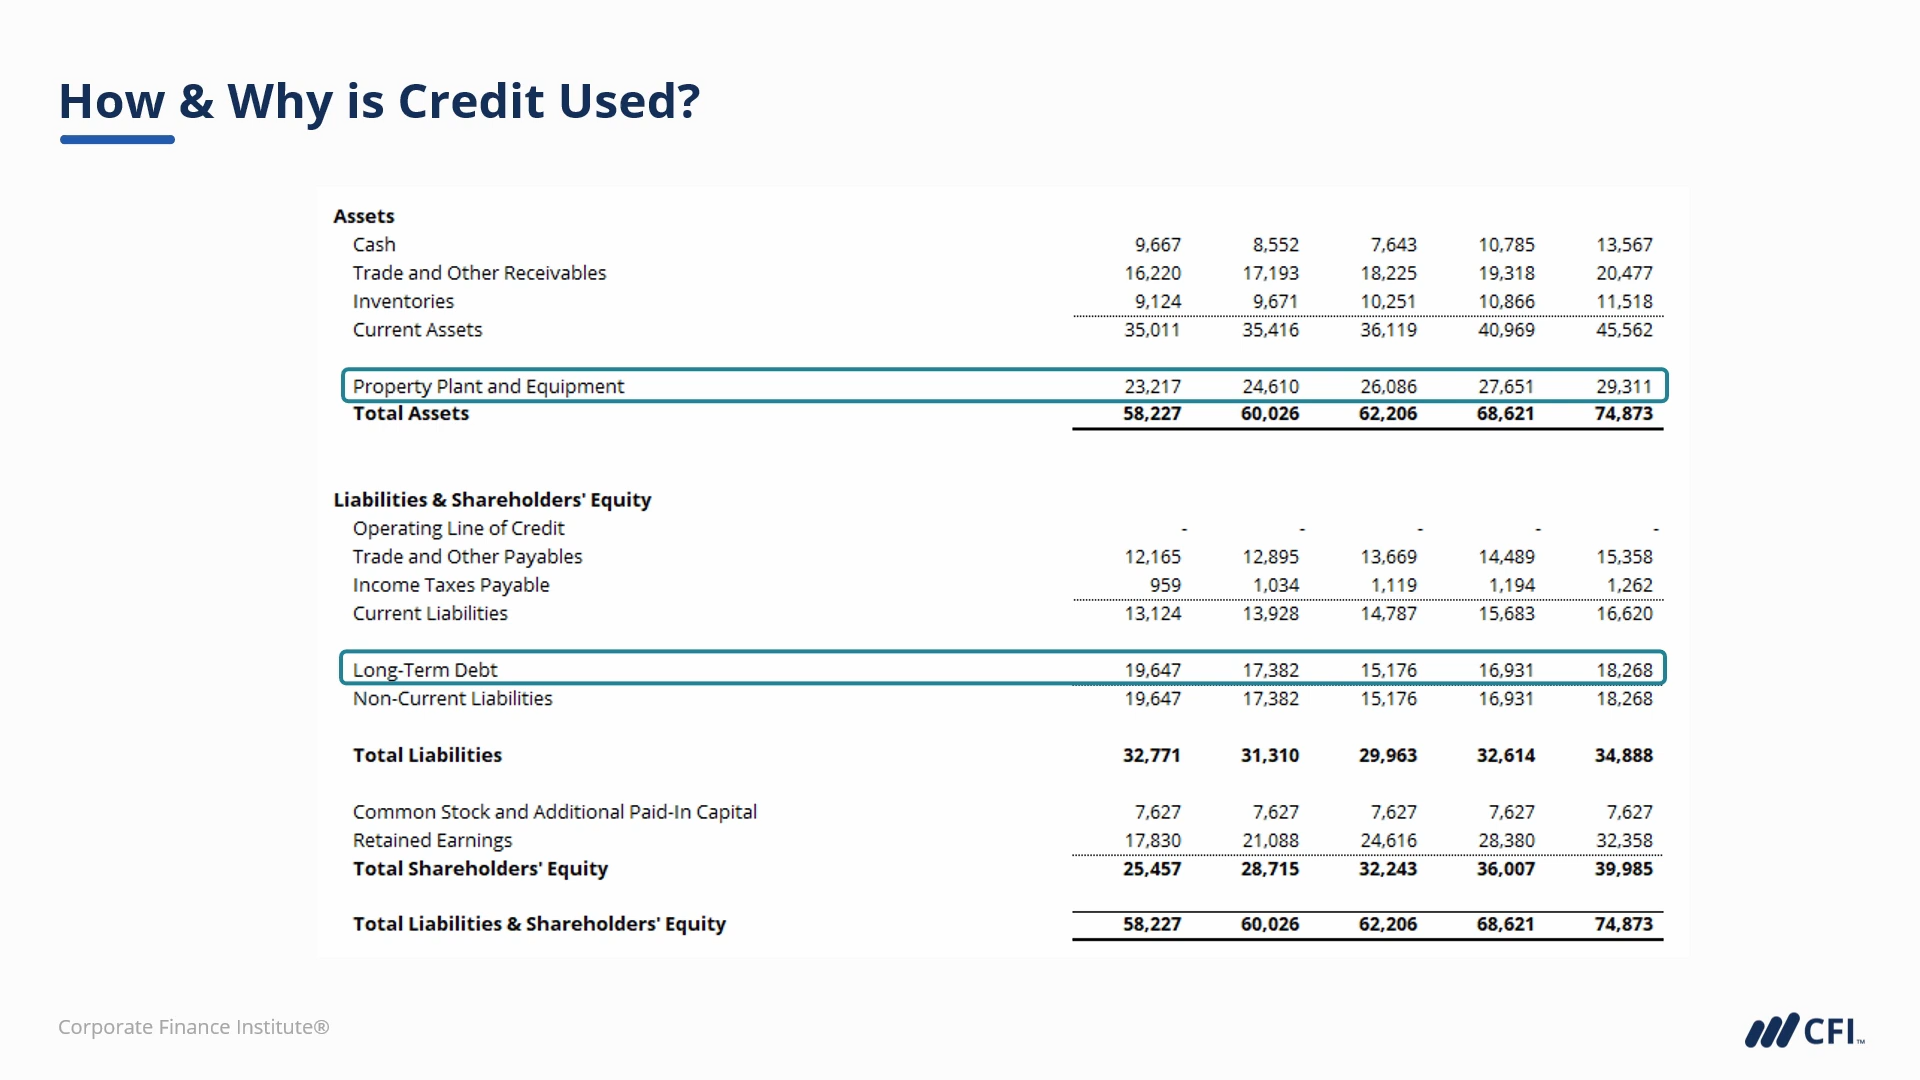 How & Why is Credit Used?
Assets
Cash 9,667 8,552 7,643 10,785 13,567
Trade and Other Receivables 16,220 17,193 18,225 19,318 20,477
Inventories 9,124 9,671 10,251 10,866 11,518
Current Assets 35,011 35,416 36,119 40,969 45,562
Property Plant and Equipment 23,217 24,610 26,086 27,651 29,311
Total Assets 58,227 60,026 62,206 68,621 74,873
Liabilities & Shareholders' Equity
Operating Line of Credit - - - - -
Trade and Other Payables 12,165 12,895 13,669 14,489 15,358
Income Taxes Payable 959 1,034 1,119 1,194 1,262
Current Liabilities 13,124 13,928 14,787 15,683 16,620
Long-Term Debt 19,647 17,382 15,176 16,931 18,268
Non-Current Liabilities 19,647 17,382 15,176 16,931 18,268
Total Liabilities 32,771 31,310 29,963 32,614 34,888
Common Stock and Additional Paid-In Capital 7,627 7,627 7,627 7,627 7,627
Retained Earnings 17,830 21,088 24,616 28,380 32,358
Total Shareholders' Equity 25,457 28,715 32,243 36,007 39,985
Total Liabilities & Shareholders' Equity 58,227 60,026 62,206 68,621 74,873
Corporate Finance Institute®
CFI™